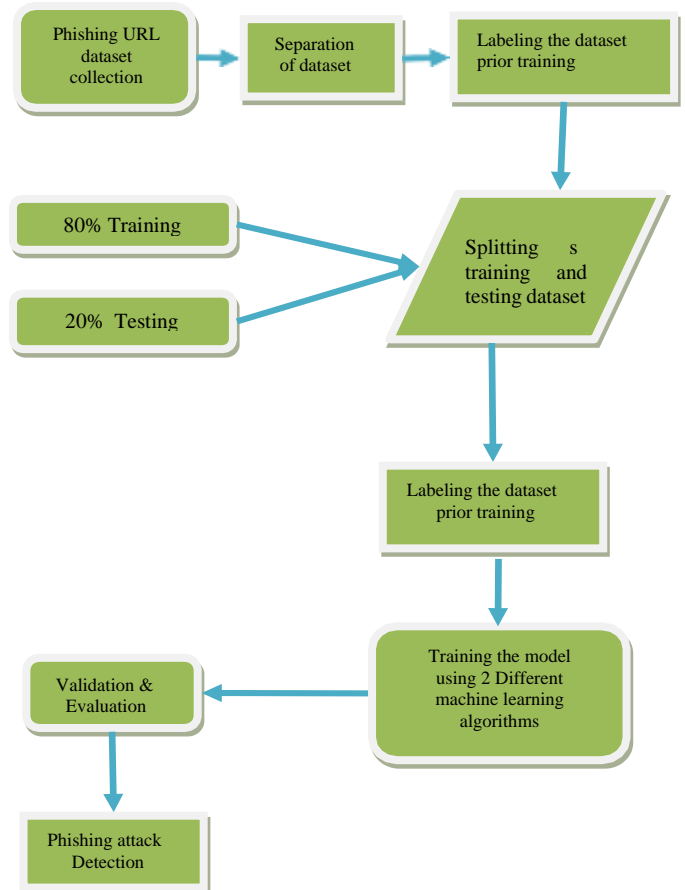 Phishing URL
dataset
collection
Separation
of dataset
Labeling the dataset
prior training
80% Training
20% Testing
Splitting s
training and
testing dataset
Labeling the dataset
prior training
Training the model
using 2 Different
machine learning
algorithms
Validation &
Evaluation
Phishing attack
Detection